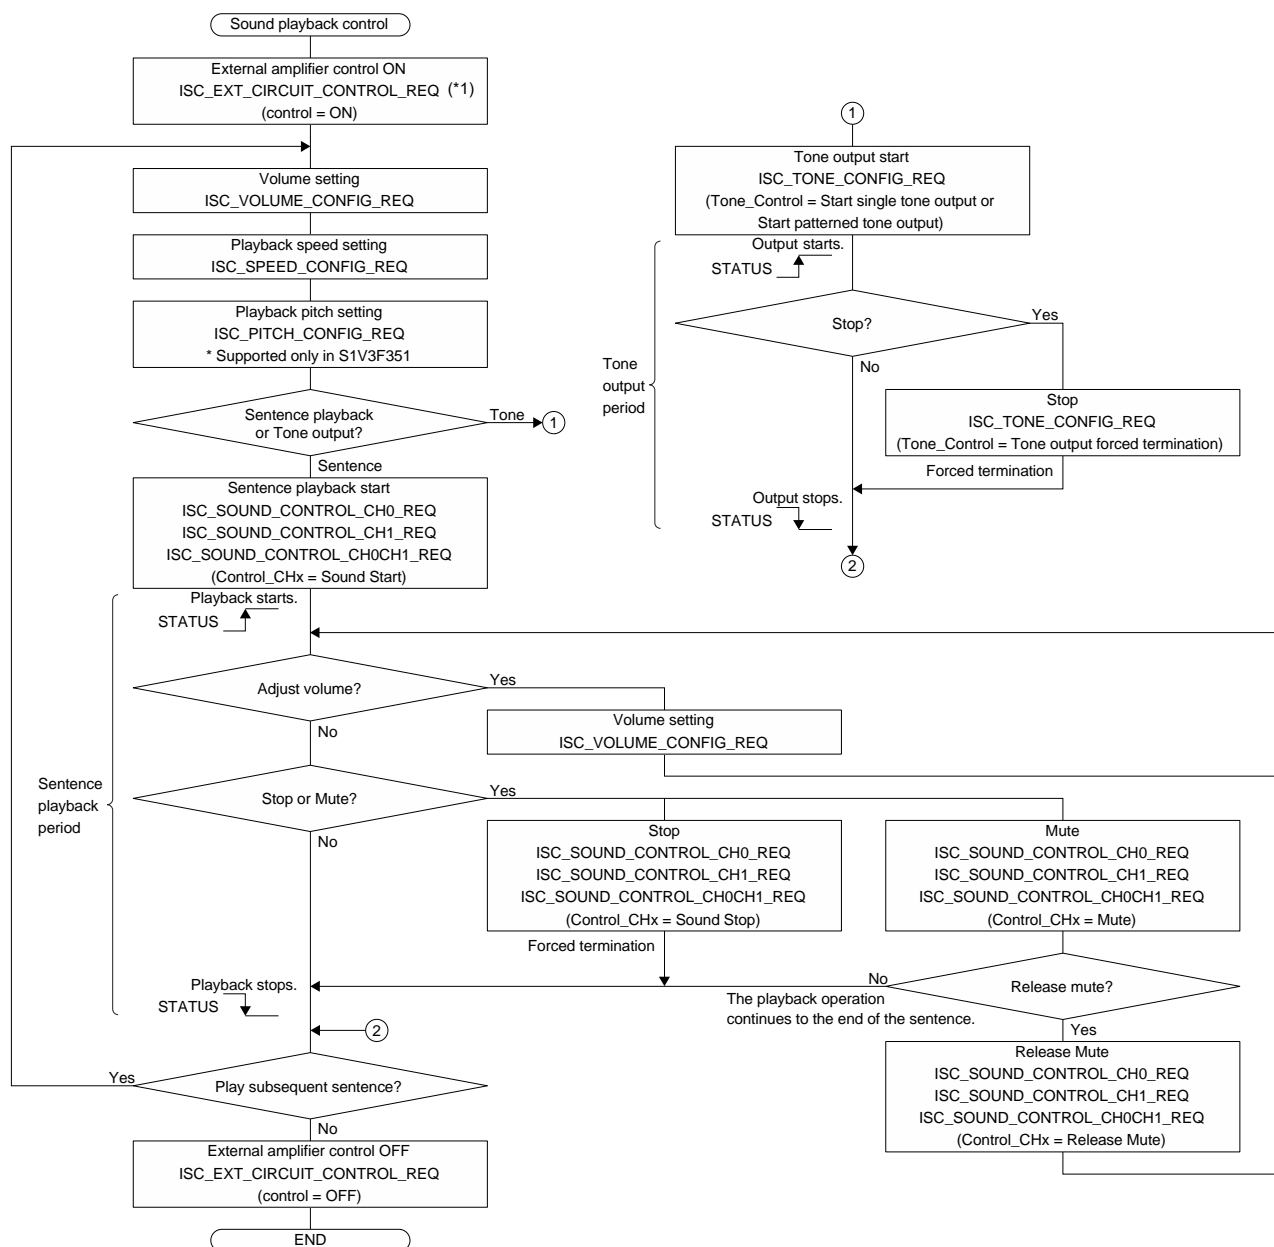 Sound playback control
External amplifier control ON
ISC_EXT_CIRCUIT_CONTROL_REQ (*1)
(control = ON)
Volume setting
ISC_VOLUME_CONFIG_REQ
Playback speed setting
ISC_SPEED_CONFIG_REQ
Playback pitch setting
ISC_PITCH_CONFIG_REQ
* Supported only in S1V3F351
Sentence playback
or Tone output?
Tone
1
Sentence
Sentence playback start
ISC_SOUND_CONTROL_CH0_REQ
ISC_SOUND_CONTROL_CH1_REQ
ISC_SOUND_CONTROL_CH0CH1_REQ
(Control_CHx = Sound Start)
Playback starts.
STATUS
Adjust volume?
Yes
No
Volume setting
ISC_VOLUME_CONFIG_REQ
Sentence
playback
period
Stop or Mute?
Yes
No
Stop
ISC_SOUND_CONTROL_CH0_REQ
ISC_SOUND_CONTROL_CH1_REQ
ISC_SOUND_CONTROL_CH0CH1_REQ
(Control_CHx = Sound Stop)
Forced termination
Mute
ISC_SOUND_CONTROL_CH0_REQ
ISC_SOUND_CONTROL_CH1_REQ
ISC_SOUND_CONTROL_CH0CH1_REQ
(Control_CHx = Mute)
Release mute?
No
The playback operation
continues to the end of the sentence.
Yes
Release Mute
ISC_SOUND_CONTROL_CH0_REQ
ISC_SOUND_CONTROL_CH1_REQ
ISC_SOUND_CONTROL_CH0CH1_REQ
(Control_CHx = Release Mute)
Playback stops.
STATUS
2
Play subsequent sentence?
Yes
No
External amplifier control OFF
ISC_EXT_CIRCUIT_CONTROL_REQ
(control = OFF)
END
1
Tone output start
ISC_TONE_CONFIG_REQ
(Tone_Control = Start single tone output or
Start patterned tone output)
Output starts.
STATUS
Stop?
Yes
No
Tone
output
period
Stop
ISC_TONE_CONFIG_REQ
(Tone_Control = Tone output forced termination)
Forced termination
Output stops.
STATUS
2